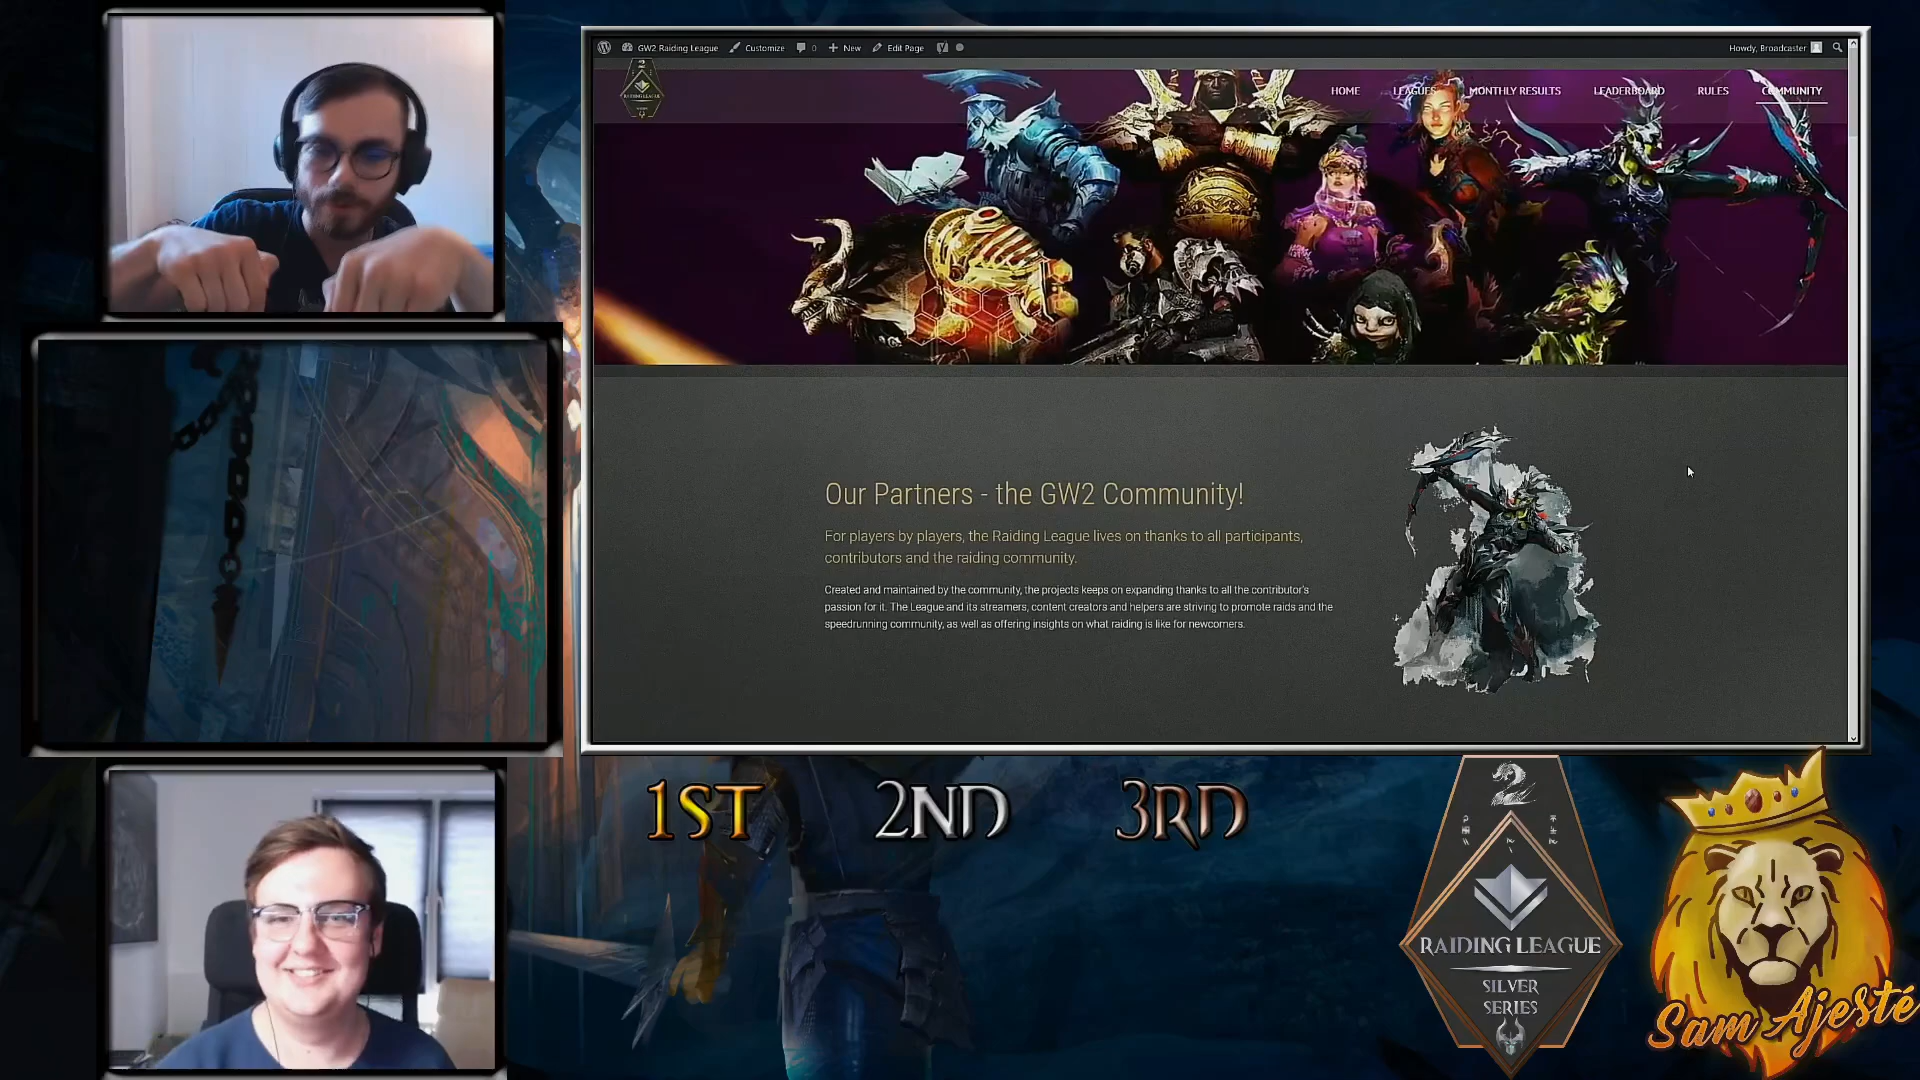 GW2 Raiding League
Customize
0
New
Edit Page
Howdy, Broadcaster
2
RAIDING LEAGUE
HOME
LEAGUES
MONTHLY RESULTS
LEADERBOARD
RULES
COMMUNITY
Our Partners - the GW2 Community!
For players by players, the Raiding League lives on thanks to all participants,
contributors and the raiding community.
Created and maintained by the community, the projects keeps on expanding thanks to all the contributor's
passion for it. The League and its streamers, content creators and helpers are striving to promote raids and the
speedrunning community, as well as offering insights on what raiding is like for newcomers.
1ST
2ND
3RD
2
RAIDING LEAGUE
SILVER
SERIES
Sam Ajesté